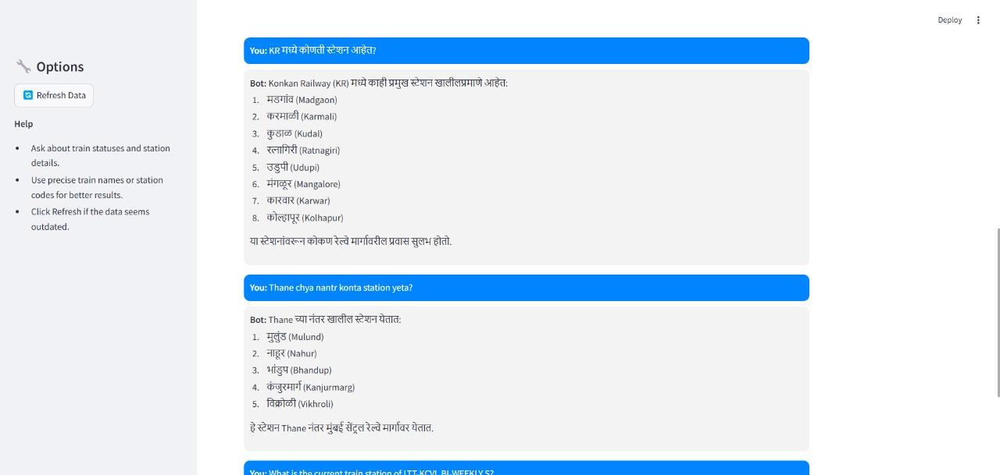 Deploy
🔧 Options
Refresh Data
Help
• Ask about train statuses and station
details.
• Use precise train names or station
codes for better results.
• Click Refresh if the data seems
outdated.
You: KR मध्ये कोणती स्टेशन आहेत?
Bot: Konkan Railway (KR) मध्ये काही प्रमुख स्टेशन खालीलप्रमाणे आहेत:
1. मडगांव (Madgaon)
2. करमाळी (Karmali)
3. कुडाळ (Kudal)
4. रत्नागिरी (Ratnagiri)
5. उडुपी (Udupi)
6. मंगळूर (Mangalore)
7. कारवार (Karwar)
8. कोल्हापूर (Kolhapur)
या स्टेशनांवरून कोकण रेल्वे मार्गावरील प्रवास सुलभ होतो.
You: Thane chya nantr konta station yeta?
Bot: Thane च्या नंतर खालील स्टेशन येतात:
1. मुलुंड (Mulund)
2. नाहूर (Nahur)
3. भांडुप (Bhandup)
4. कंजुरमार्ग (Kanjurmarg)
5. विक्रोळी (Vikhroli)
हे स्टेशन Thane नंतर मुंबई सेंट्रल रेल्वे मार्गावर येतात.
You: What is the current train station of LTT-KCVL BI-WEEKLY S?